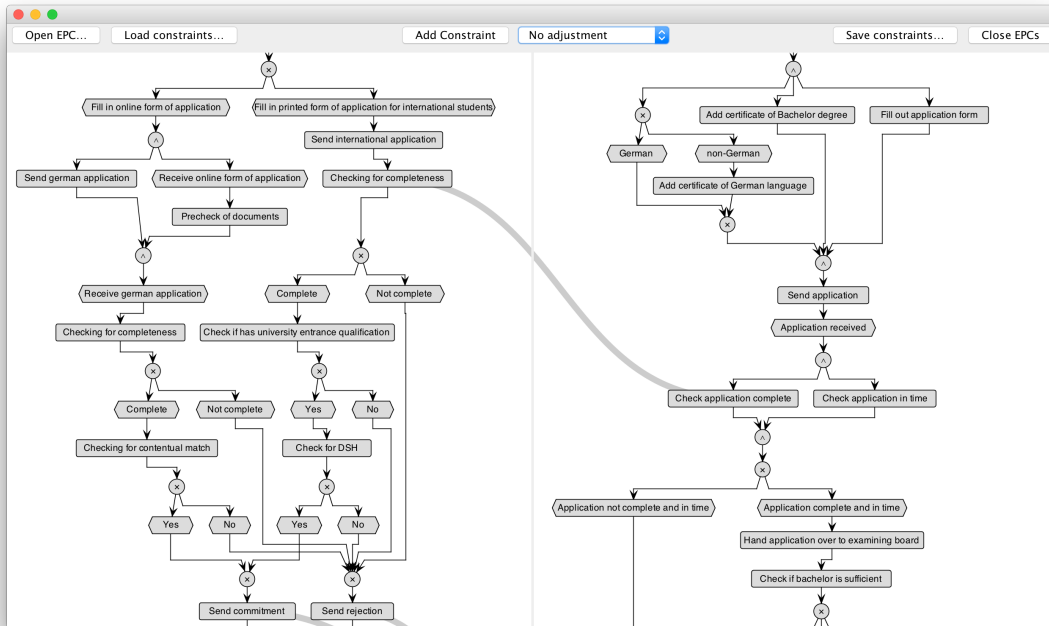 Open EPC...
Load constraints...
Add Constraint
No adjustment
Save constraints...
Close EPCs
×
Fill in online form of application
Fill in printed form of application for international students
^
Send international application
Send german application
Receive online form of application
Checking for completeness
Precheck of documents
^
×
Receive german application
Complete
Not complete
Checking for completeness
Check if has university entrance qualification
×
×
Complete
Not complete
Yes
No
Checking for contentual match
Check for DSH
×
×
Yes
No
Yes
No
×
×
Send commitment
Send rejection
^
×
Add certificate of Bachelor degree
Fill out application form
German
non-German
Add certificate of German language
×
^
Send application
Application received
^
Check application complete
Check application in time
^
×
Application not complete and in time
Application complete and in time
Hand application over to examining board
Check if bachelor is sufficient
×